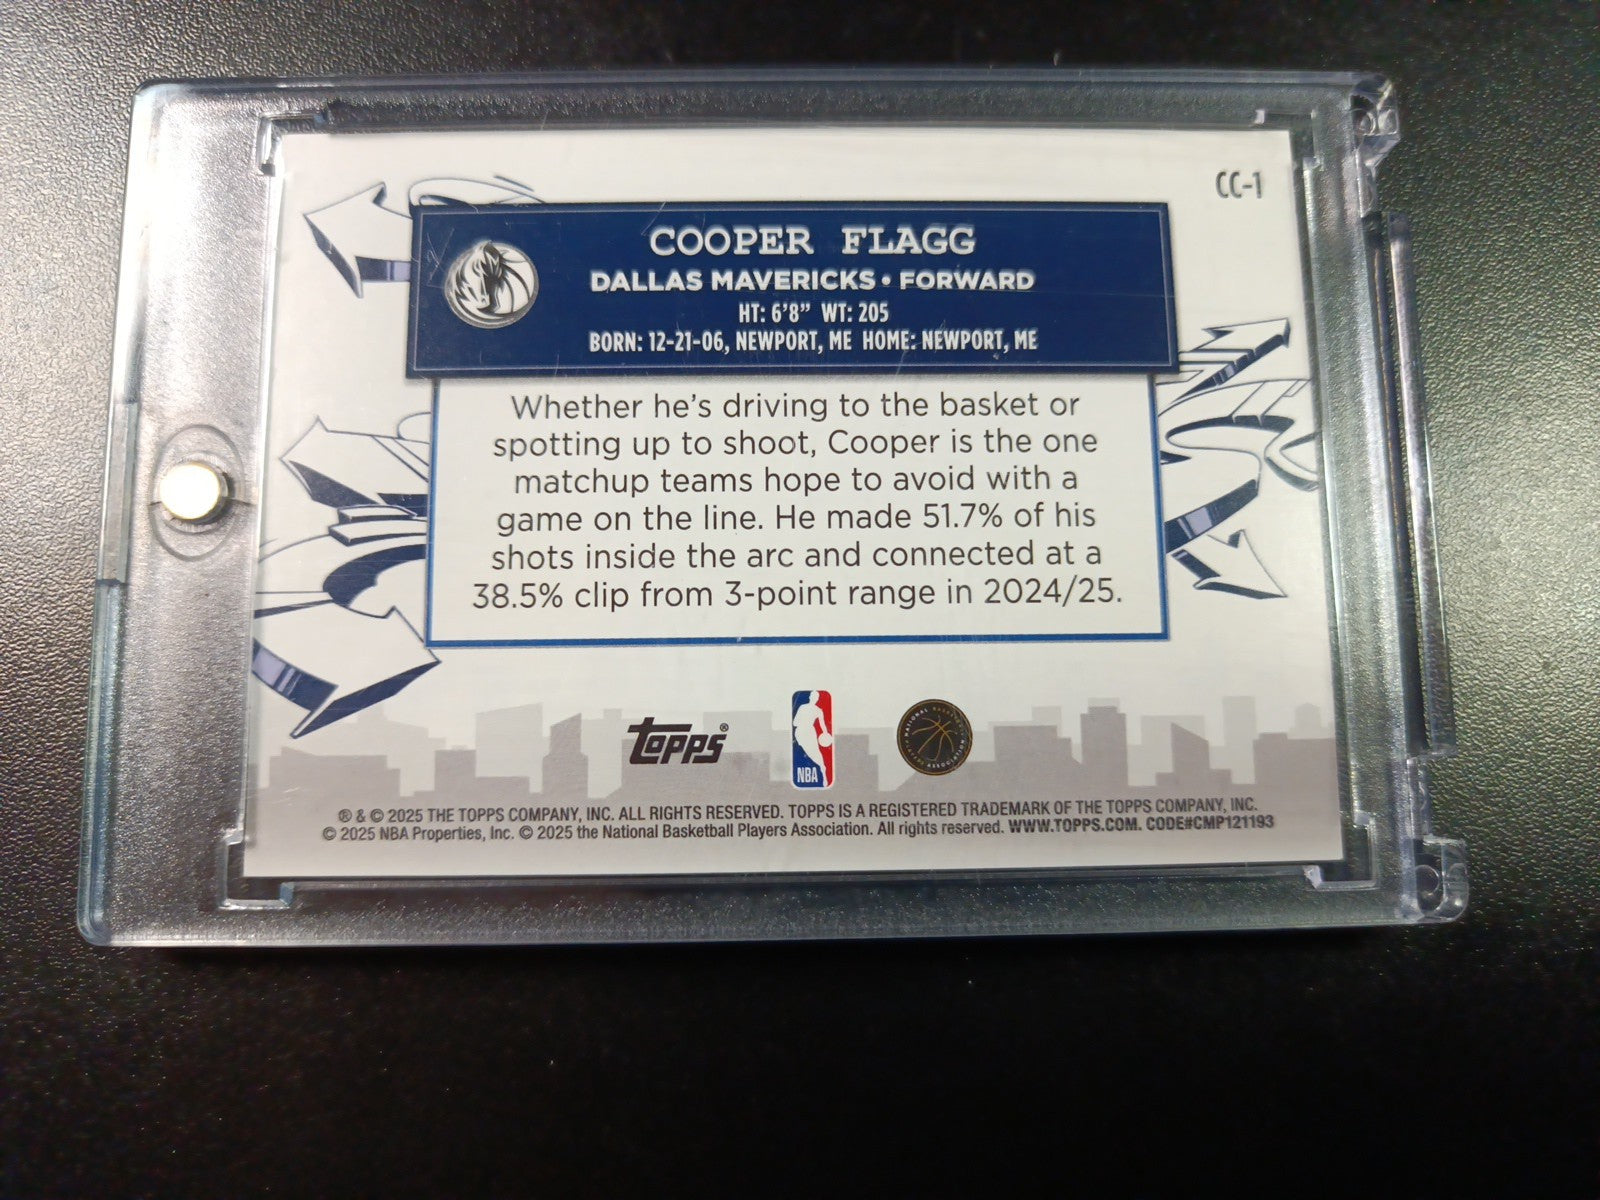 CC-1
COOPER FLAGG
DALLAS MAVERICKS • FORWARD
HT: 6'8" WT: 205
BORN: 12-21-06, NEWPORT, ME HOME: NEWPORT, ME
Whether he's driving to the basket or
spotting up to shoot, Cooper is the one
matchup teams hope to avoid with a
game on the line. He made 51.7% of his
shots inside the arc and connected at a
38.5% clip from 3-point range in 2024/25.
topps®
NBA
NATIONAL BASKETBALL
ASSOCIATION
® & © 2025 THE TOPPS COMPANY, INC. ALL RIGHTS RESERVED. TOPPS IS A REGISTERED TRADEMARK OF THE TOPPS COMPANY, INC.
© 2025 NBA Properties, Inc. © 2025 the National Basketball Players Association. All rights reserved. WWW.TOPPS.COM. CODE#CMP121193